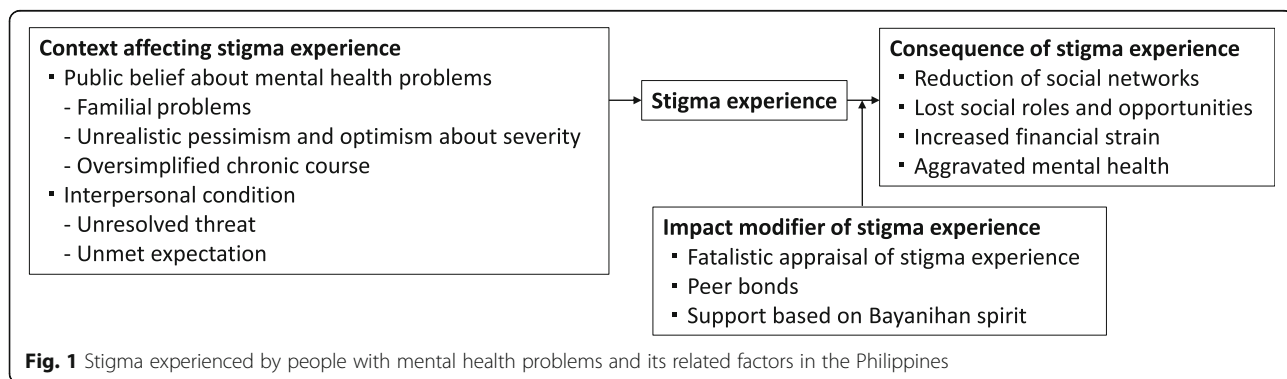 Context affecting stigma experience
▪ Public belief about mental health problems
- Familial problems
- Unrealistic pessimism and optimism about severity
- Oversimplified chronic course
▪ Interpersonal condition
- Unresolved threat
- Unmet expectation
Stigma experience
Consequence of stigma experience
▪ Reduction of social networks
▪ Lost social roles and opportunities
▪ Increased financial strain
▪ Aggravated mental health
Impact modifier of stigma experience
▪ Fatalistic appraisal of stigma experience
▪ Peer bonds
▪ Support based on Bayanihan spirit
Fig. 1 Stigma experienced by people with mental health problems and its related factors in the Philippines